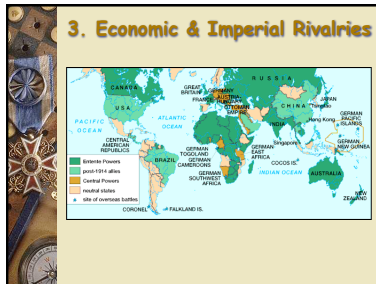 3. Economic & Imperial Rivalries
RUSSIA
CANADA
GREAT
BRITAIN
GERMANY
AUSTRIA-
HUNGARY
FRANCE
OTTOMAN
EMPIRE
USA
CHINA
JAPAN
PACIFIC
OCEAN
ATLANTIC
OCEAN
INDIA
Hong Kong
GERMAN
PACIFIC
ISLANDS
CENTRAL
AMERICAN
REPUBLICS
Singapore
GERMAN
TOGOLAND
GERMAN
CAMEROONS
GERMAN
EAST
AFRICA
GERMAN
NEW GUINEA
BRAZIL
COCOS IS.
GERMAN
SOUTHWEST
AFRICA
INDIAN OCEAN
AUSTRALIA
Entente Powers
post-1914 allies
Central Powers
neutral states
site of overseas battles
CORONEL
FALKLAND IS.
NEW
ZEALAND